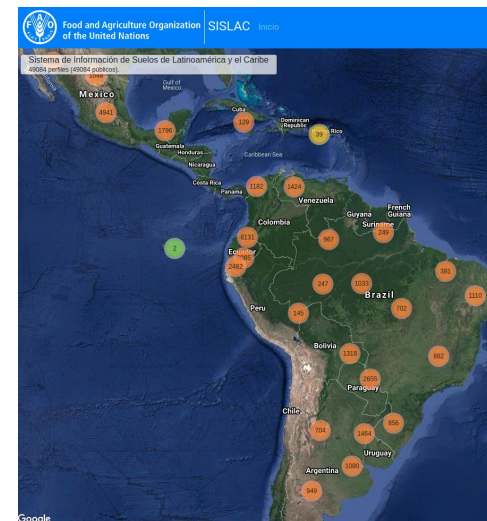 FAO
Food and Agriculture Organization
of the United Nations
SISLAC
Inicio
Sistema de Información de Suelos de Latinoamérica y el Caribe
49084 perfiles (49084 públicos).
Gulf of
Mexico
Mexico
4941
1796
Cuba
129
Dominican
Republic
39
Rico
Guatemala
Honduras
Caribbean Sea
Nicaragua
Costa Rica
Panama
1182
1424
Venezuela
Guyana
French
Guiana
Suriname
249
Colombia
8131
967
2
Ecuador
2482
381
247
1033
Brazil
1110
702
Peru
145
Bolivia
1318
882
2655
Paraguay
Chile
704
1464
856
Uruguay
Argentina
1080
949
Google